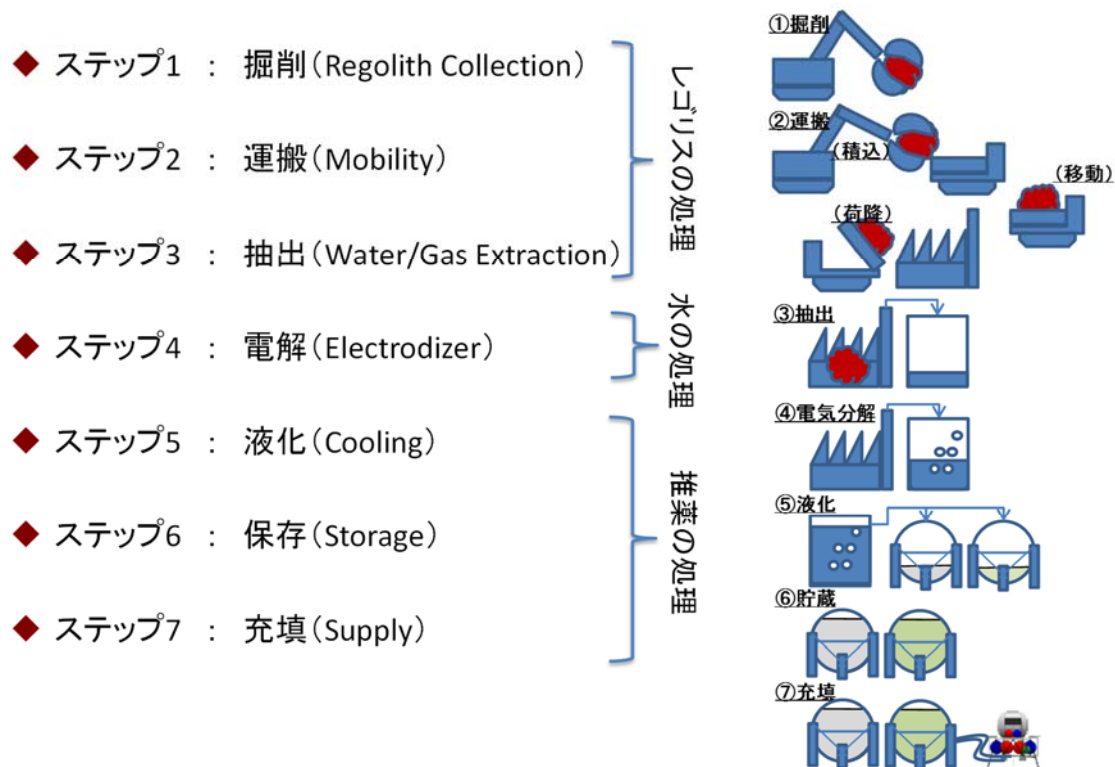 ◆ ステップ1 : 掘削(Regolith Collection)
◆ ステップ2 : 運搬(Mobility)
◆ ステップ3 : 抽出(Water/Gas Extraction)
◆ ステップ4 : 電解(Electrodizer)
◆ ステップ5 : 液化(Cooling)
◆ ステップ6 : 保存(Storage)
◆ ステップ7 : 充填(Supply)
レゴリスの処理
水の処理
推薬の処理
①掘削
②運搬
(積込)
(移動)
(荷降)
③抽出
④電気分解
⑤液化
⑥貯蔵
⑦充填